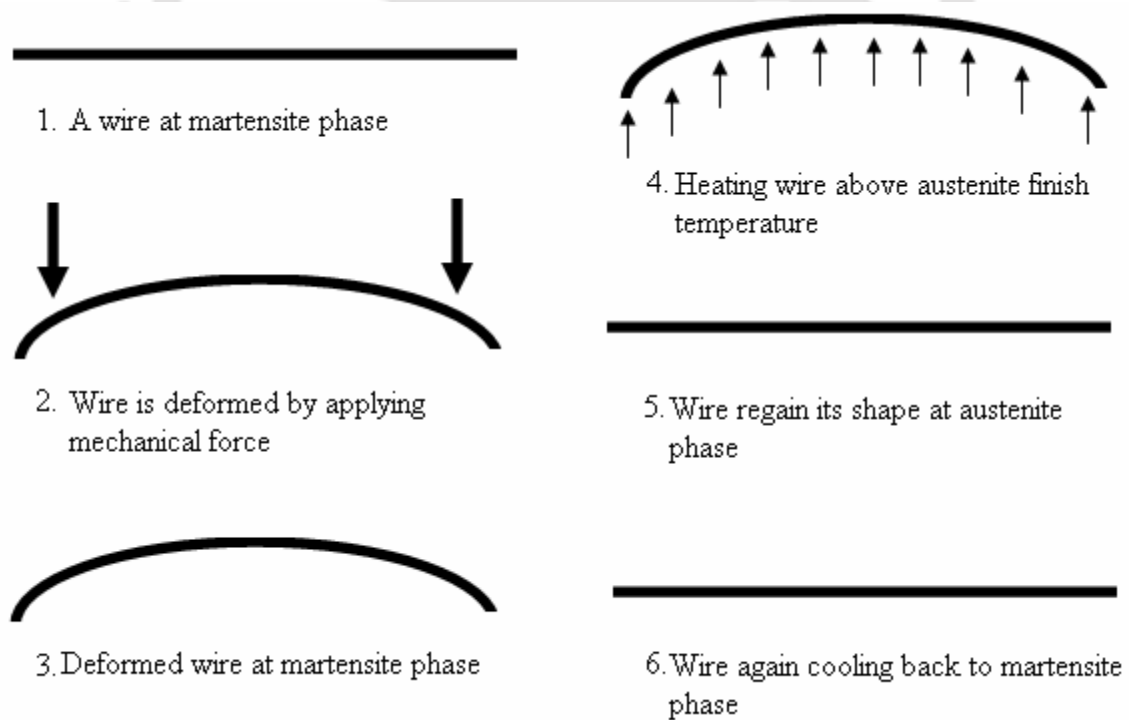 1. A wire at martensite phase
2. Wire is deformed by applying
mechanical force
3.Deformed wire at martensite phase
4. Heating wire above austenite finish
temperature
5. Wire regain its shape at austenite
phase
6. Wire again cooling back to martensite
phase